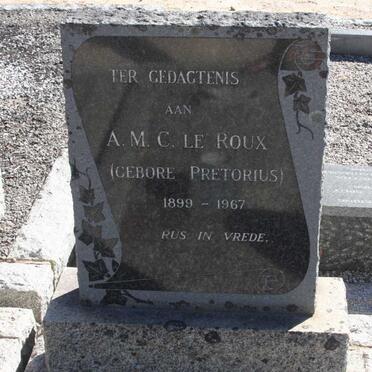 TER GEDAGTENIS
AAN
A. M. C. LE ROUX
(GEBORE PRETORIUS)
1899 - 1967
RUS IN VREDE.